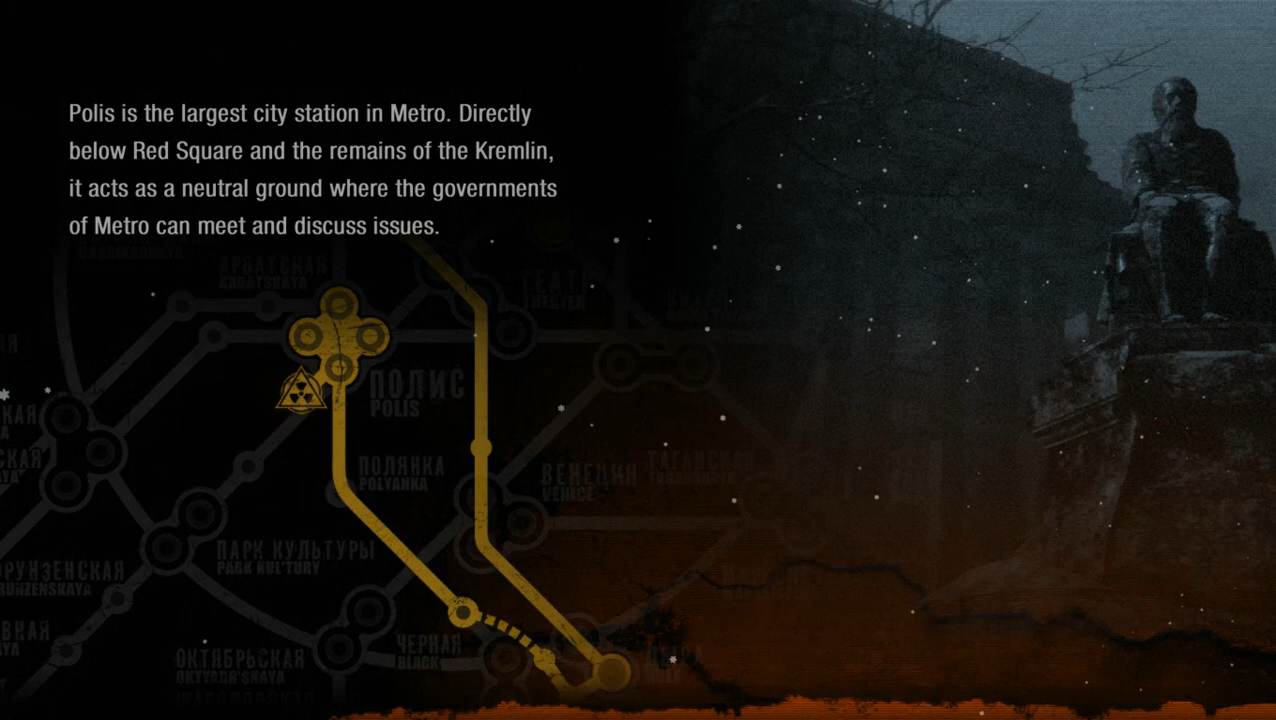 Polis is the largest city station in Metro. Directly
below Red Square and the remains of the Kremlin,
it acts as a neutral ground where the governments
of Metro can meet and discuss issues.
АРБАТСКАЯ
ARBATSKAYA
ТЕАТР
THEATER
ПОЛИС
POLIS
ПОЛЯНКА
POLYANKA
ВЕНЕЦИЯ
VENICE
ТАГАНСКАЯ
TAGANSKAYA
ПАРК КУЛЬТУРЫ
PARK KUL'TURY
ФРУНЗЕНСКАЯ
FRUNZENSKAYA
ЧЕРНАЯ
BLACK
ОКТЯБРЬСКАЯ
OKTYABR'SKAYA